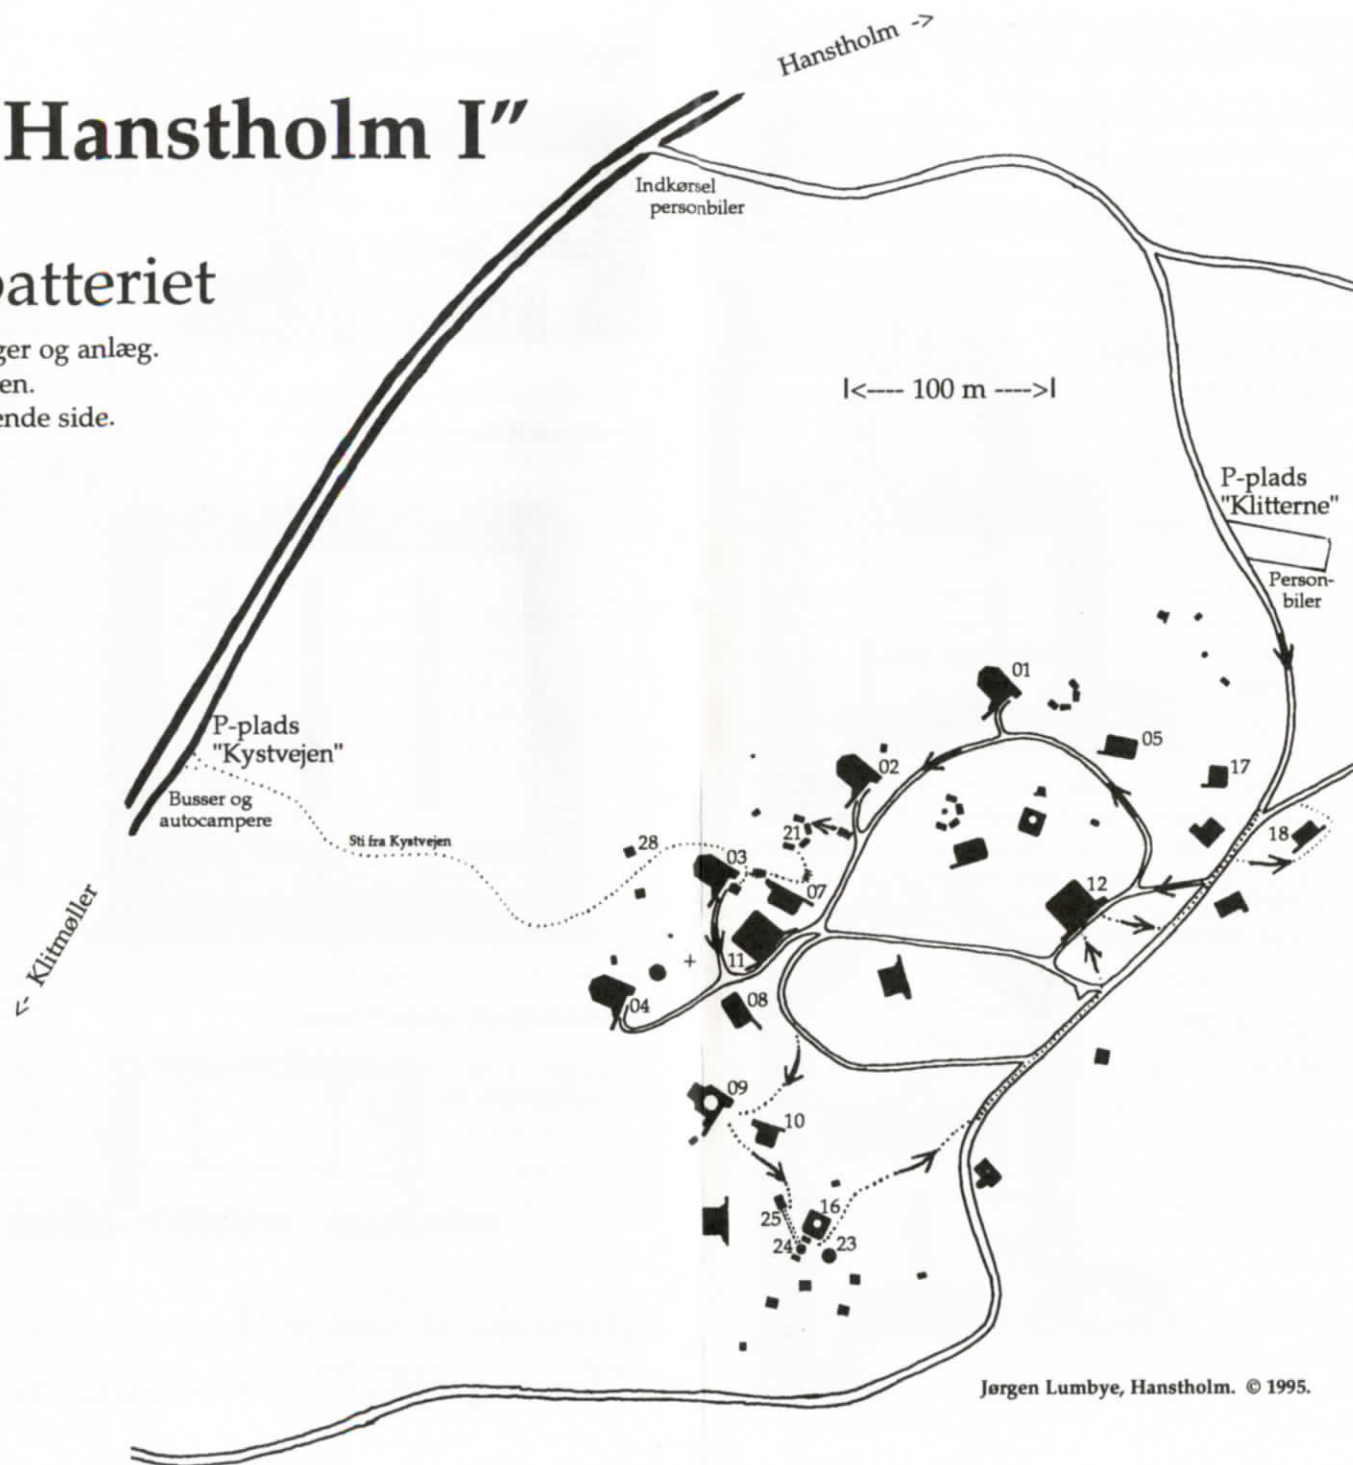 Hanstholm ->
Hanstholm I"
Indkørsel
personbiler
batteriet
ger og anlæg.
en.
ende side.
|<---- 100 m ---->|
P-plads
"Klitterne"
Person-
biler
01
05
02
17
P-plads
"Kystvejen"
Busser og
autocampere
Sti fra Kystvejen
28
21
18
03
12
07
<- Klitmøller
+
11
04
08
09
10
16
25
24
23
Jørgen Lumbye, Hanstholm. © 1995.